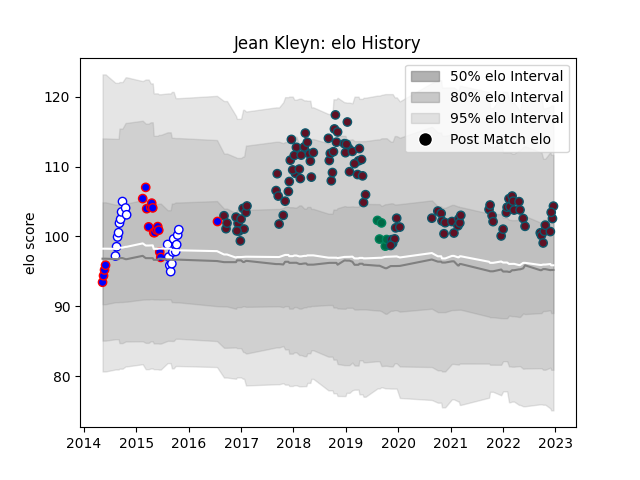 Jean Kleyn: elo History
50% elo Interval
80% elo Interval
95% elo Interval
Post Match elo
elo score
120
110
100
90
80
2014 2015 2016 2017 2018 2019 2020 2021 2022 2023